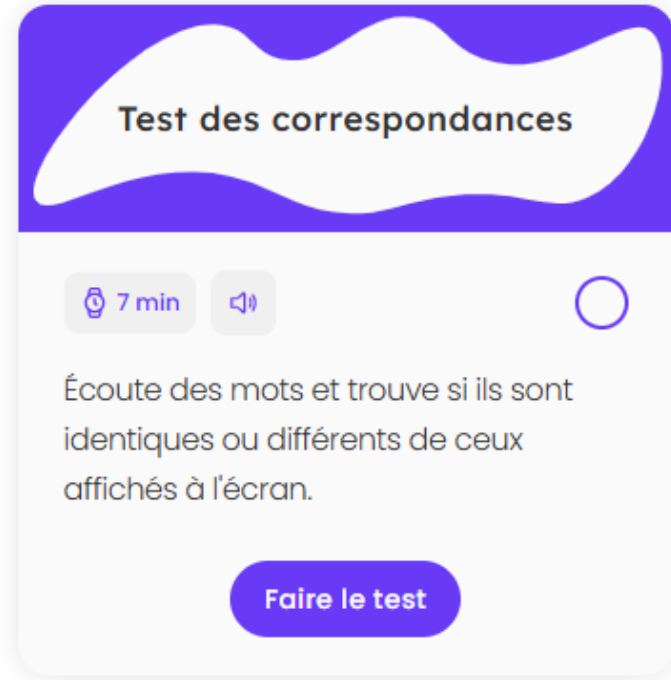 Test des correspondances
7 min
Écoute des mots et trouve si ils sont
identiques ou différents de ceux
affichés à l'écran.
Faire le test